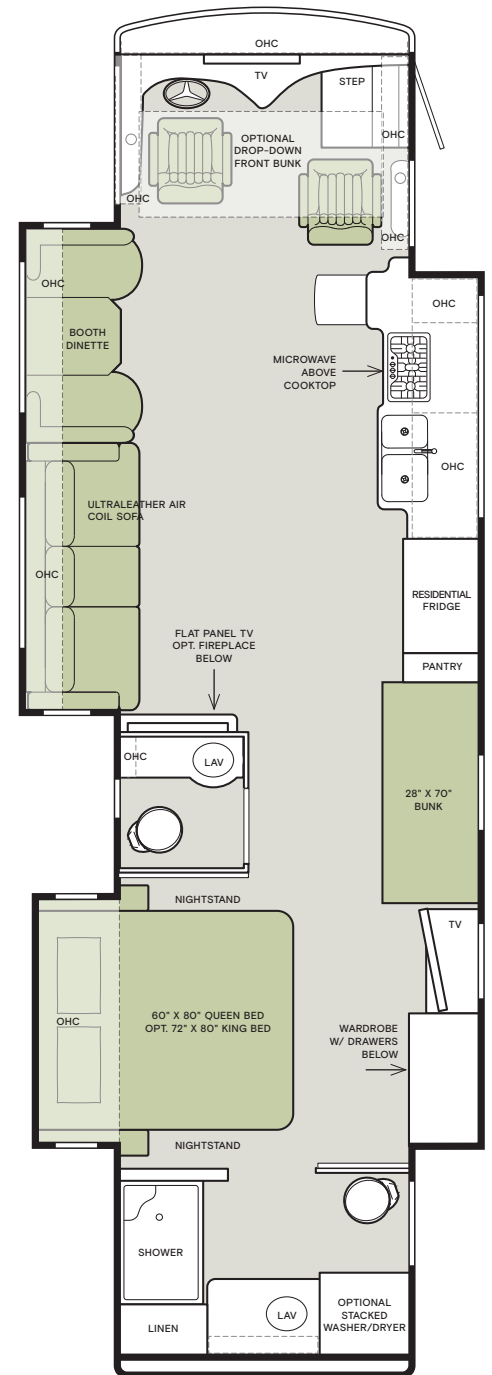 OHC
TV
STEP
OHC
OPTIONAL
DROP-DOWN
FRONT BUNK
OHC
OHC
OHC
BOOTH
DINETTE
OHC
MICROWAVE
ABOVE
COOKTOP
OHC
ULTRALEATHER AIR
COIL SOFA
OHC
RESIDENTIAL
FRIDGE
FLAT PANEL TV
OPT. FIREPLACE
BELOW
PANTRY
OHC
LAV
28" X 70"
BUNK
NIGHTSTAND
TV
60" X 80" QUEEN BED
OPT. 72" X 80" KING BED
OHC
WARDROBE
W/ DRAWERS
BELOW
NIGHTSTAND
SHOWER
LINEN
LAV
OPTIONAL
STACKED
WASHER/DRYER